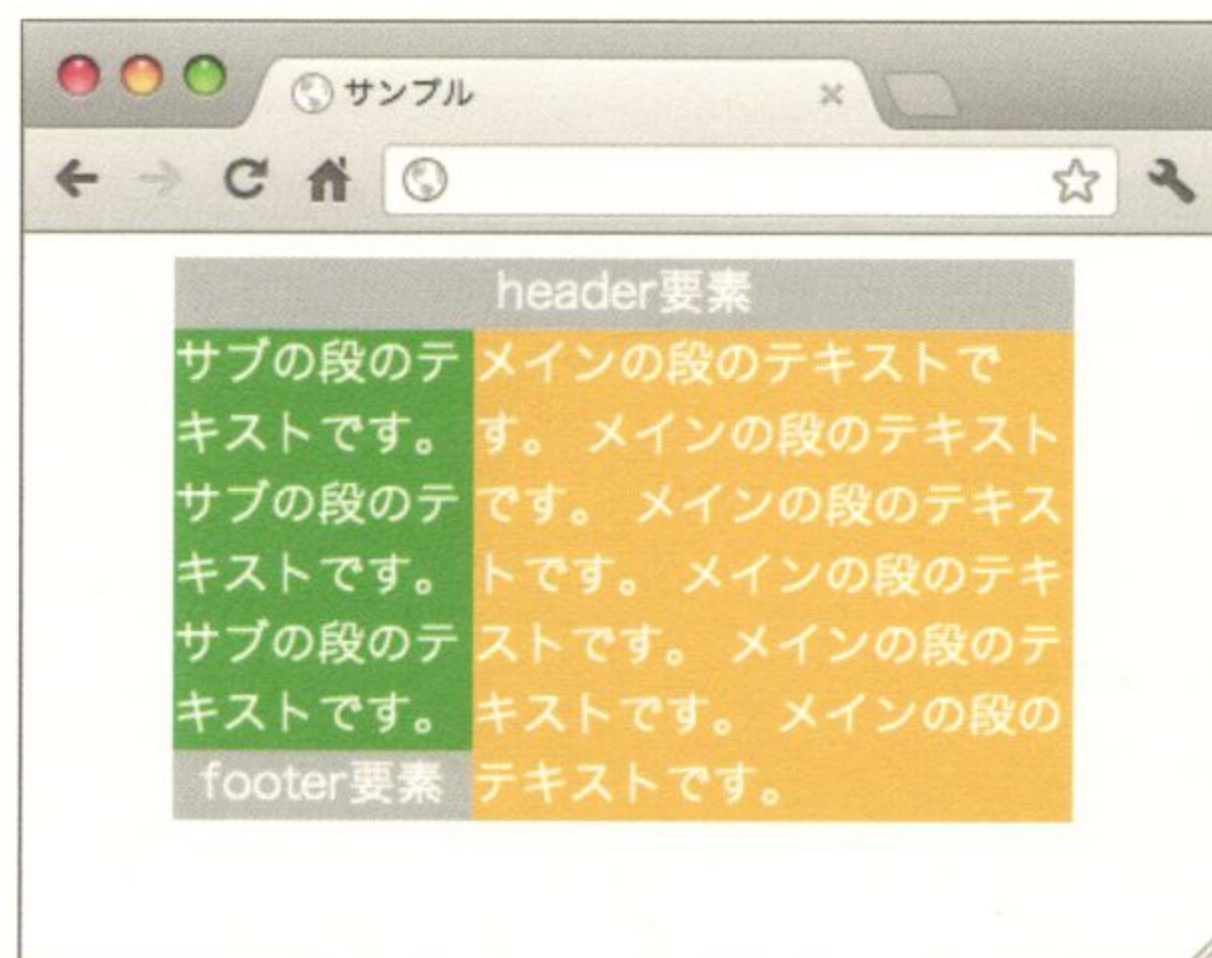 サンプル
header要素
サブの段のテ
キストです。
サブの段のテ
キストです。
サブの段のテ
キストです。
メインの段のテキストで
す。 メインの段のテキスト
です。 メインの段のテキス
トです。 メインの段のテキ
ストです。 メインの段のテ
キストです。 メインの段の
テキストです。
footer要素